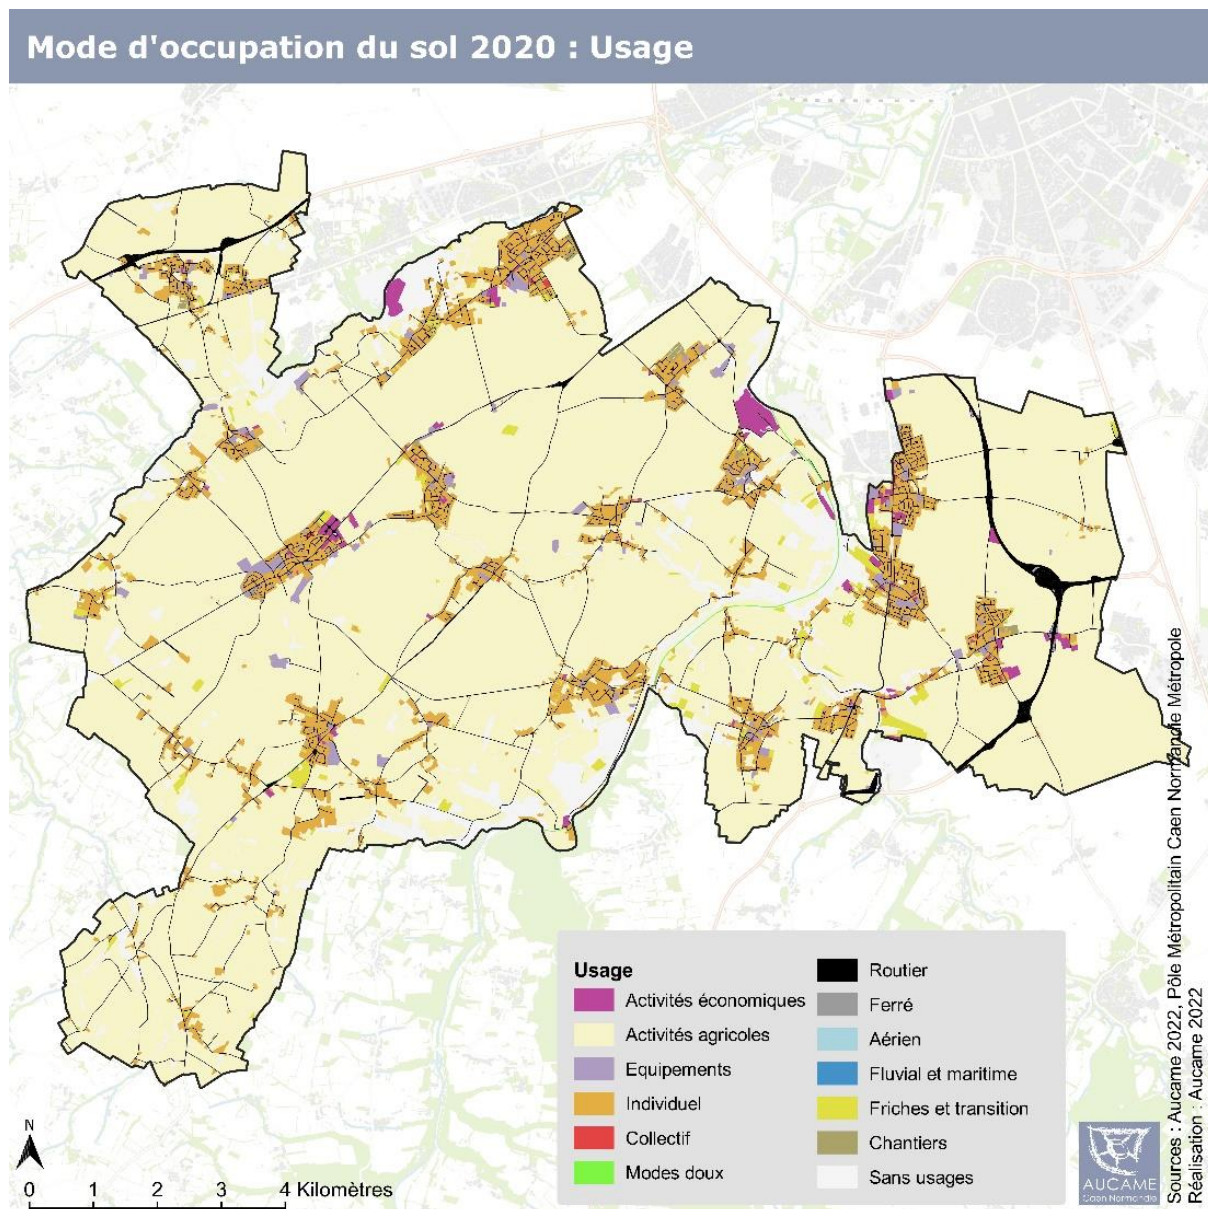 Mode d'occupation du sol 2020 : Usage
Usage
Activités économiques
Activités agricoles
Equipements
Individuel
Collectif
Modes doux
Routier
Ferré
Aérien
Fluvial et maritime
Friches et transition
Chantiers
Sans usages
N
0 1 2 3 4 Kilomètres
AUCAME
Caen Normandie
Sources : Aucame 2022, Pôle Métropolitain Caen Normandie Métropole
Réalisation : Aucame 2022